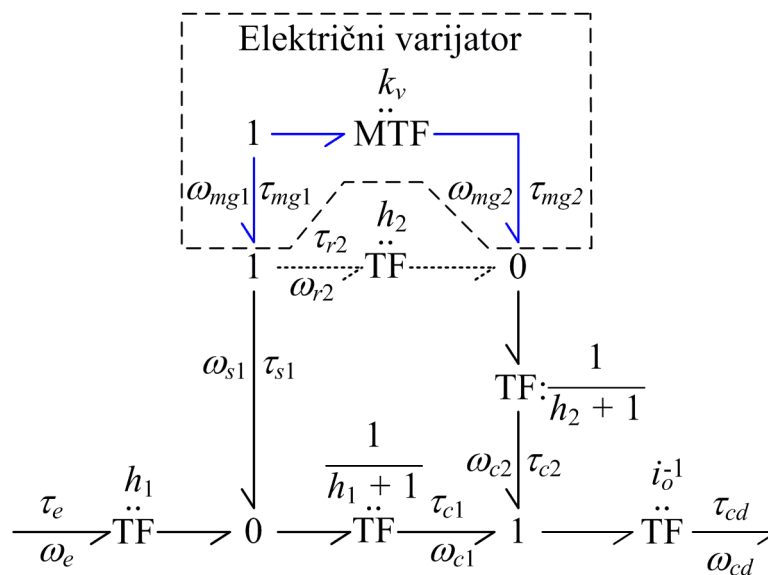 Električni varijator
k_v
1 MTF
ω_mg1 τ_mg1 ω_mg2 τ_mg2
τ_r2 h_2
1 TF 0
ω_r2
ω_s1 τ_s1
TF: 1/(h_2 + 1)
h_1 1/(h_1 + 1) ω_c2 τ_c2 i_o^-1
τ_e τ_c1 τ_cd
TF 0 TF 1 TF
ω_e ω_c1 ω_cd